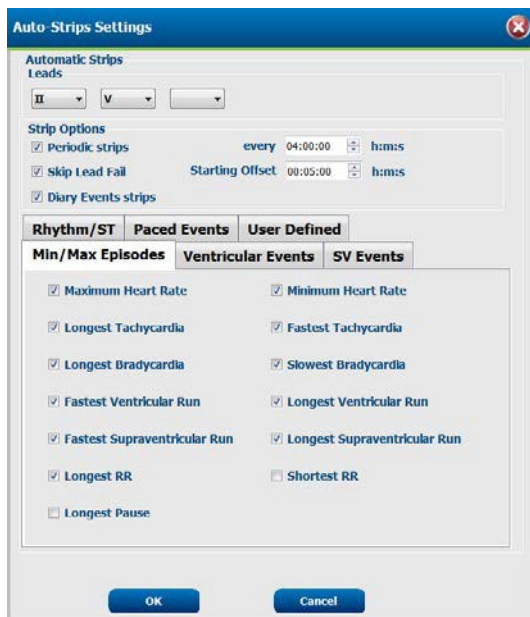 Auto-Strips Settings
Automatic Strips
Leads
II V
Strip Options
Periodic strips every 04:00:00 h:m:s
Skip Lead Fail Starting Offset 00:05:00 h:m:s
Diary Events strips
Rhythm/ST Paced Events User Defined
Min/Max Episodes Ventricular Events SV Events
Maximum Heart Rate Minimum Heart Rate
Longest Tachycardia Fastest Tachycardia
Longest Bradycardia Slowest Bradycardia
Fastest Ventricular Run Longest Ventricular Run
Fastest Supraventricular Run Longest Supraventricular Run
Longest RR Shortest RR
Longest Pause
OK Cancel